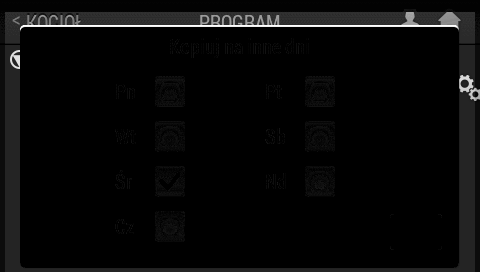 < KOCIOŁ PROGRAM
Kopiuj na inne dni
Pn Pt
Wt Sb
Śr Nd
Cz